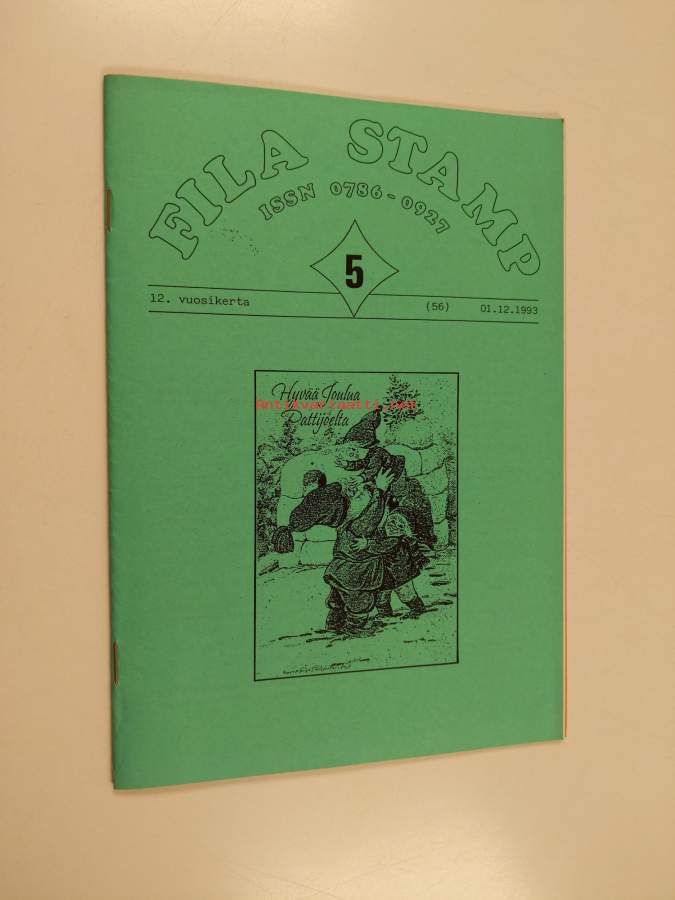 FILA STAMP
ISSN 0786-0927
5
12. vuosikerta (56) 01.12.1993
Hyvää Joulua
Antikvariaatti.net
Pattijoelta